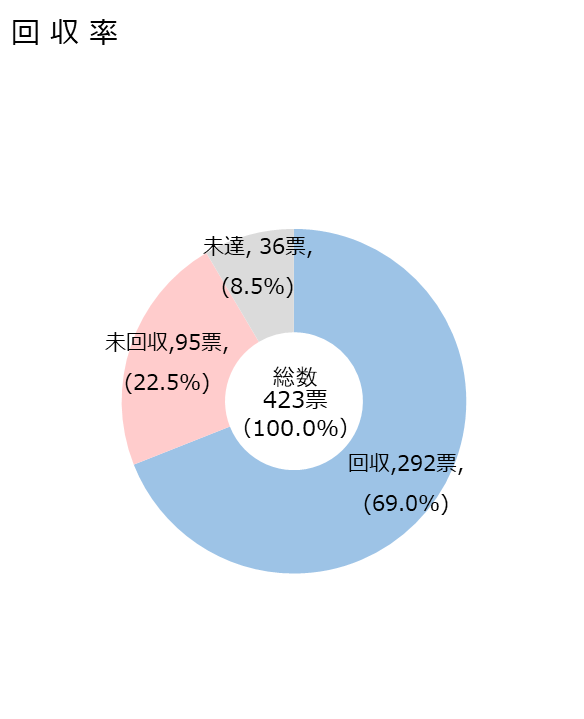 回収率
未達, 36票,
(8.5%)
未回収,95票,
(22.5%)
総数
423票
(100.0%)
回収,292票,
(69.0%)